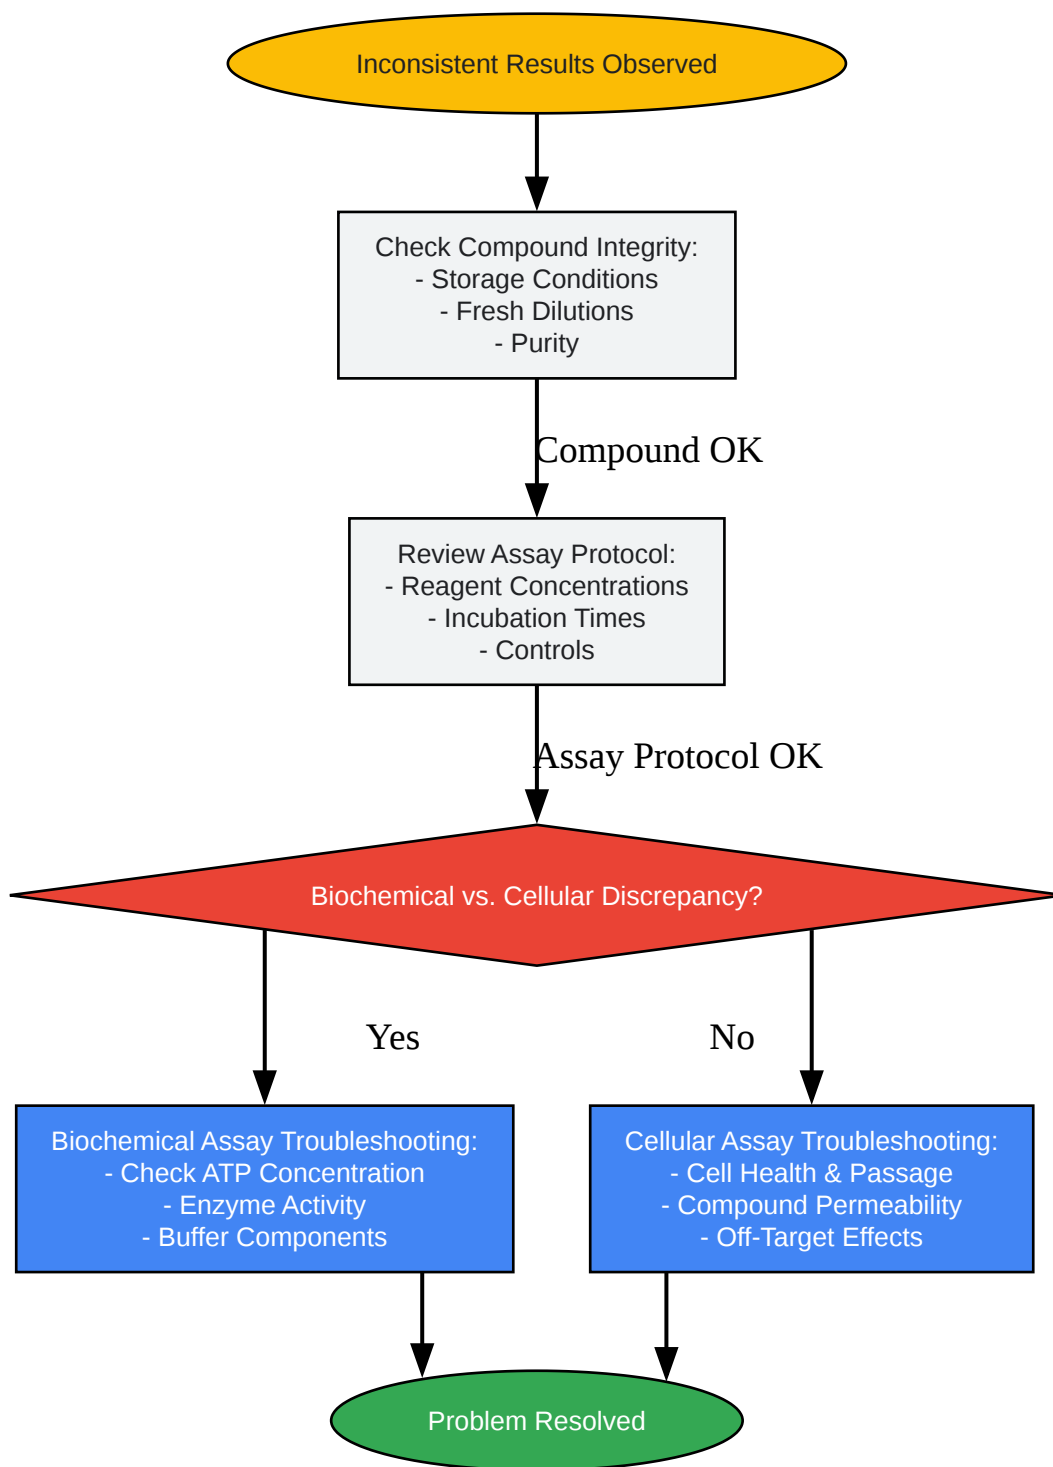 Inconsistent Results Observed
Check Compound Integrity:
- Storage Conditions
- Fresh Dilutions
- Purity
Compound OK
Review Assay Protocol:
- Reagent Concentrations
- Incubation Times
- Controls
Assay Protocol OK
Biochemical vs. Cellular Discrepancy?
Yes
No
Biochemical Assay Troubleshooting:
- Check ATP Concentration
- Enzyme Activity
- Buffer Components
Cellular Assay Troubleshooting:
- Cell Health & Passage
- Compound Permeability
- Off-Target Effects
Problem Resolved